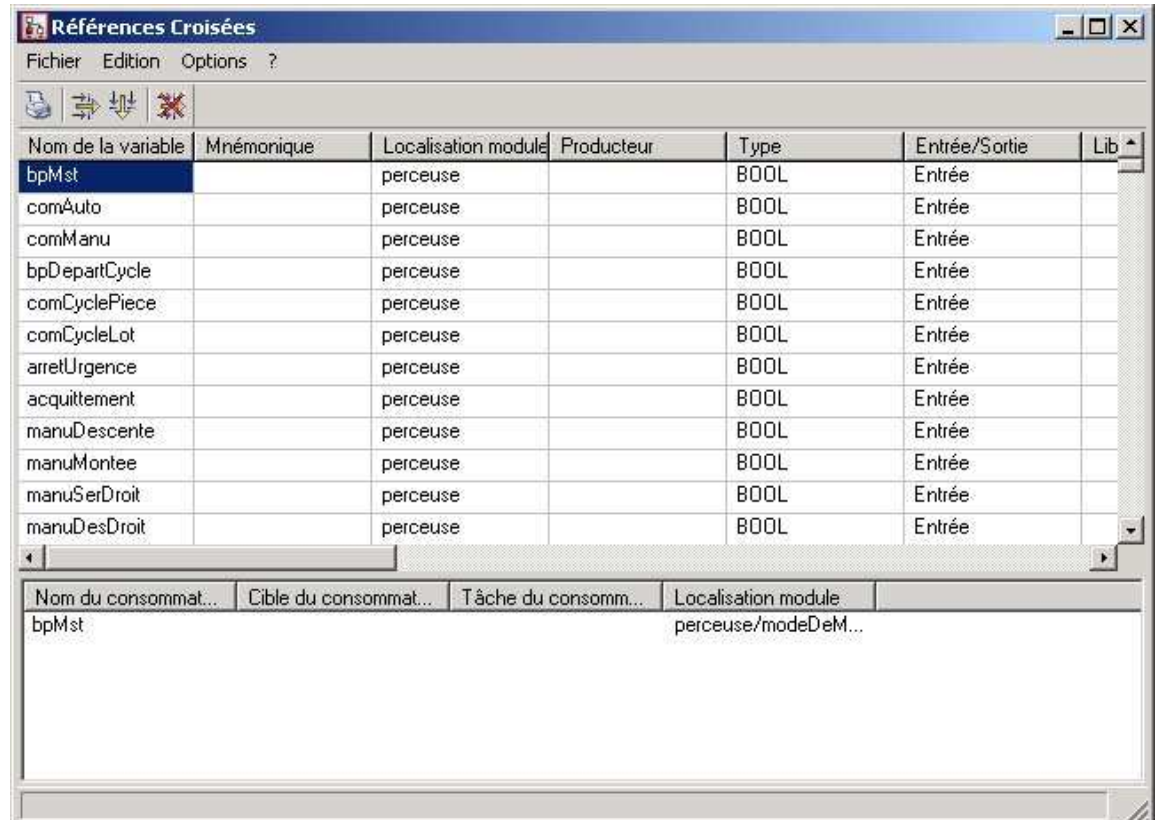 Références Croisées
Fichier Edition Options ?
Nom de la variable Mnémonique Localisation module Producteur Type Entrée/Sortie Lib
bpMst perceuse BOOL Entrée
comAuto perceuse BOOL Entrée
comManu perceuse BOOL Entrée
bpDepartCycle perceuse BOOL Entrée
comCyclePiece perceuse BOOL Entrée
comCycleLot perceuse BOOL Entrée
arretUrgence perceuse BOOL Entrée
acquittement perceuse BOOL Entrée
manuDescente perceuse BOOL Entrée
manuMontee perceuse BOOL Entrée
manuSerDroit perceuse BOOL Entrée
manuDesDroit perceuse BOOL Entrée
Nom du consommat... Cible du consommat... Tâche du consomm... Localisation module
bpMst perceuse/modeDeM...